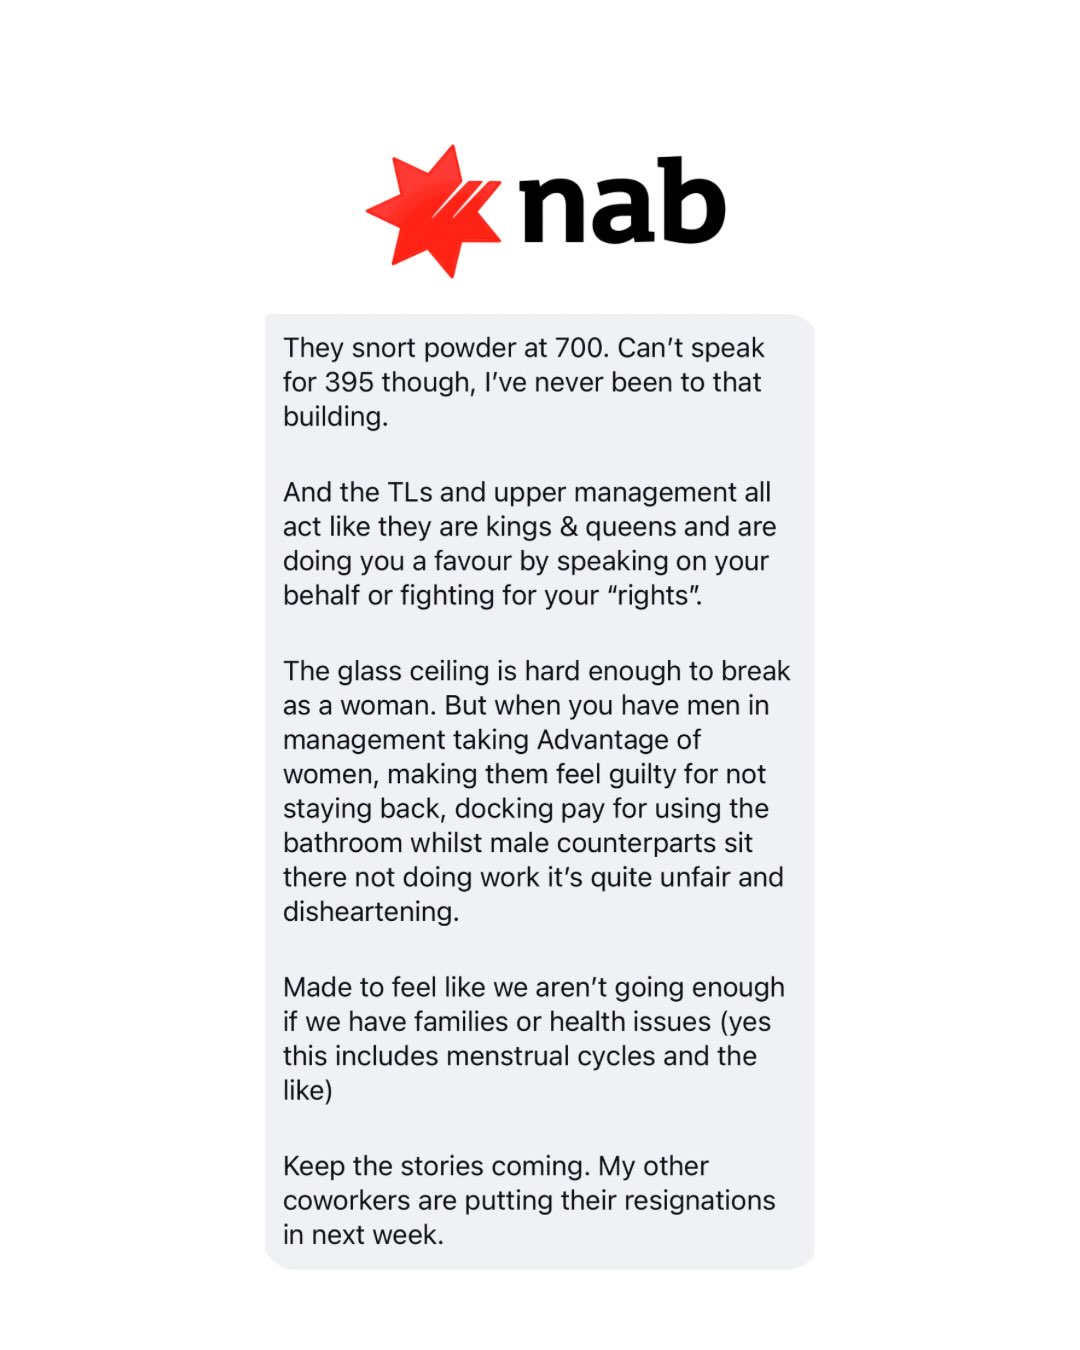 nab
They snort powder at 700. Can’t speak
for 395 though, I’ve never been to that
building.
And the TLs and upper management all
act like they are kings & queens and are
doing you a favour by speaking on your
behalf or fighting for your “rights”.
The glass ceiling is hard enough to break
as a woman. But when you have men in
management taking Advantage of
women, making them feel guilty for not
staying back, docking pay for using the
bathroom whilst male counterparts sit
there not doing work it’s quite unfair and
disheartening.
Made to feel like we aren’t going enough
if we have families or health issues (yes
this includes menstrual cycles and the
like)
Keep the stories coming. My other
coworkers are putting their resignations
in next week.